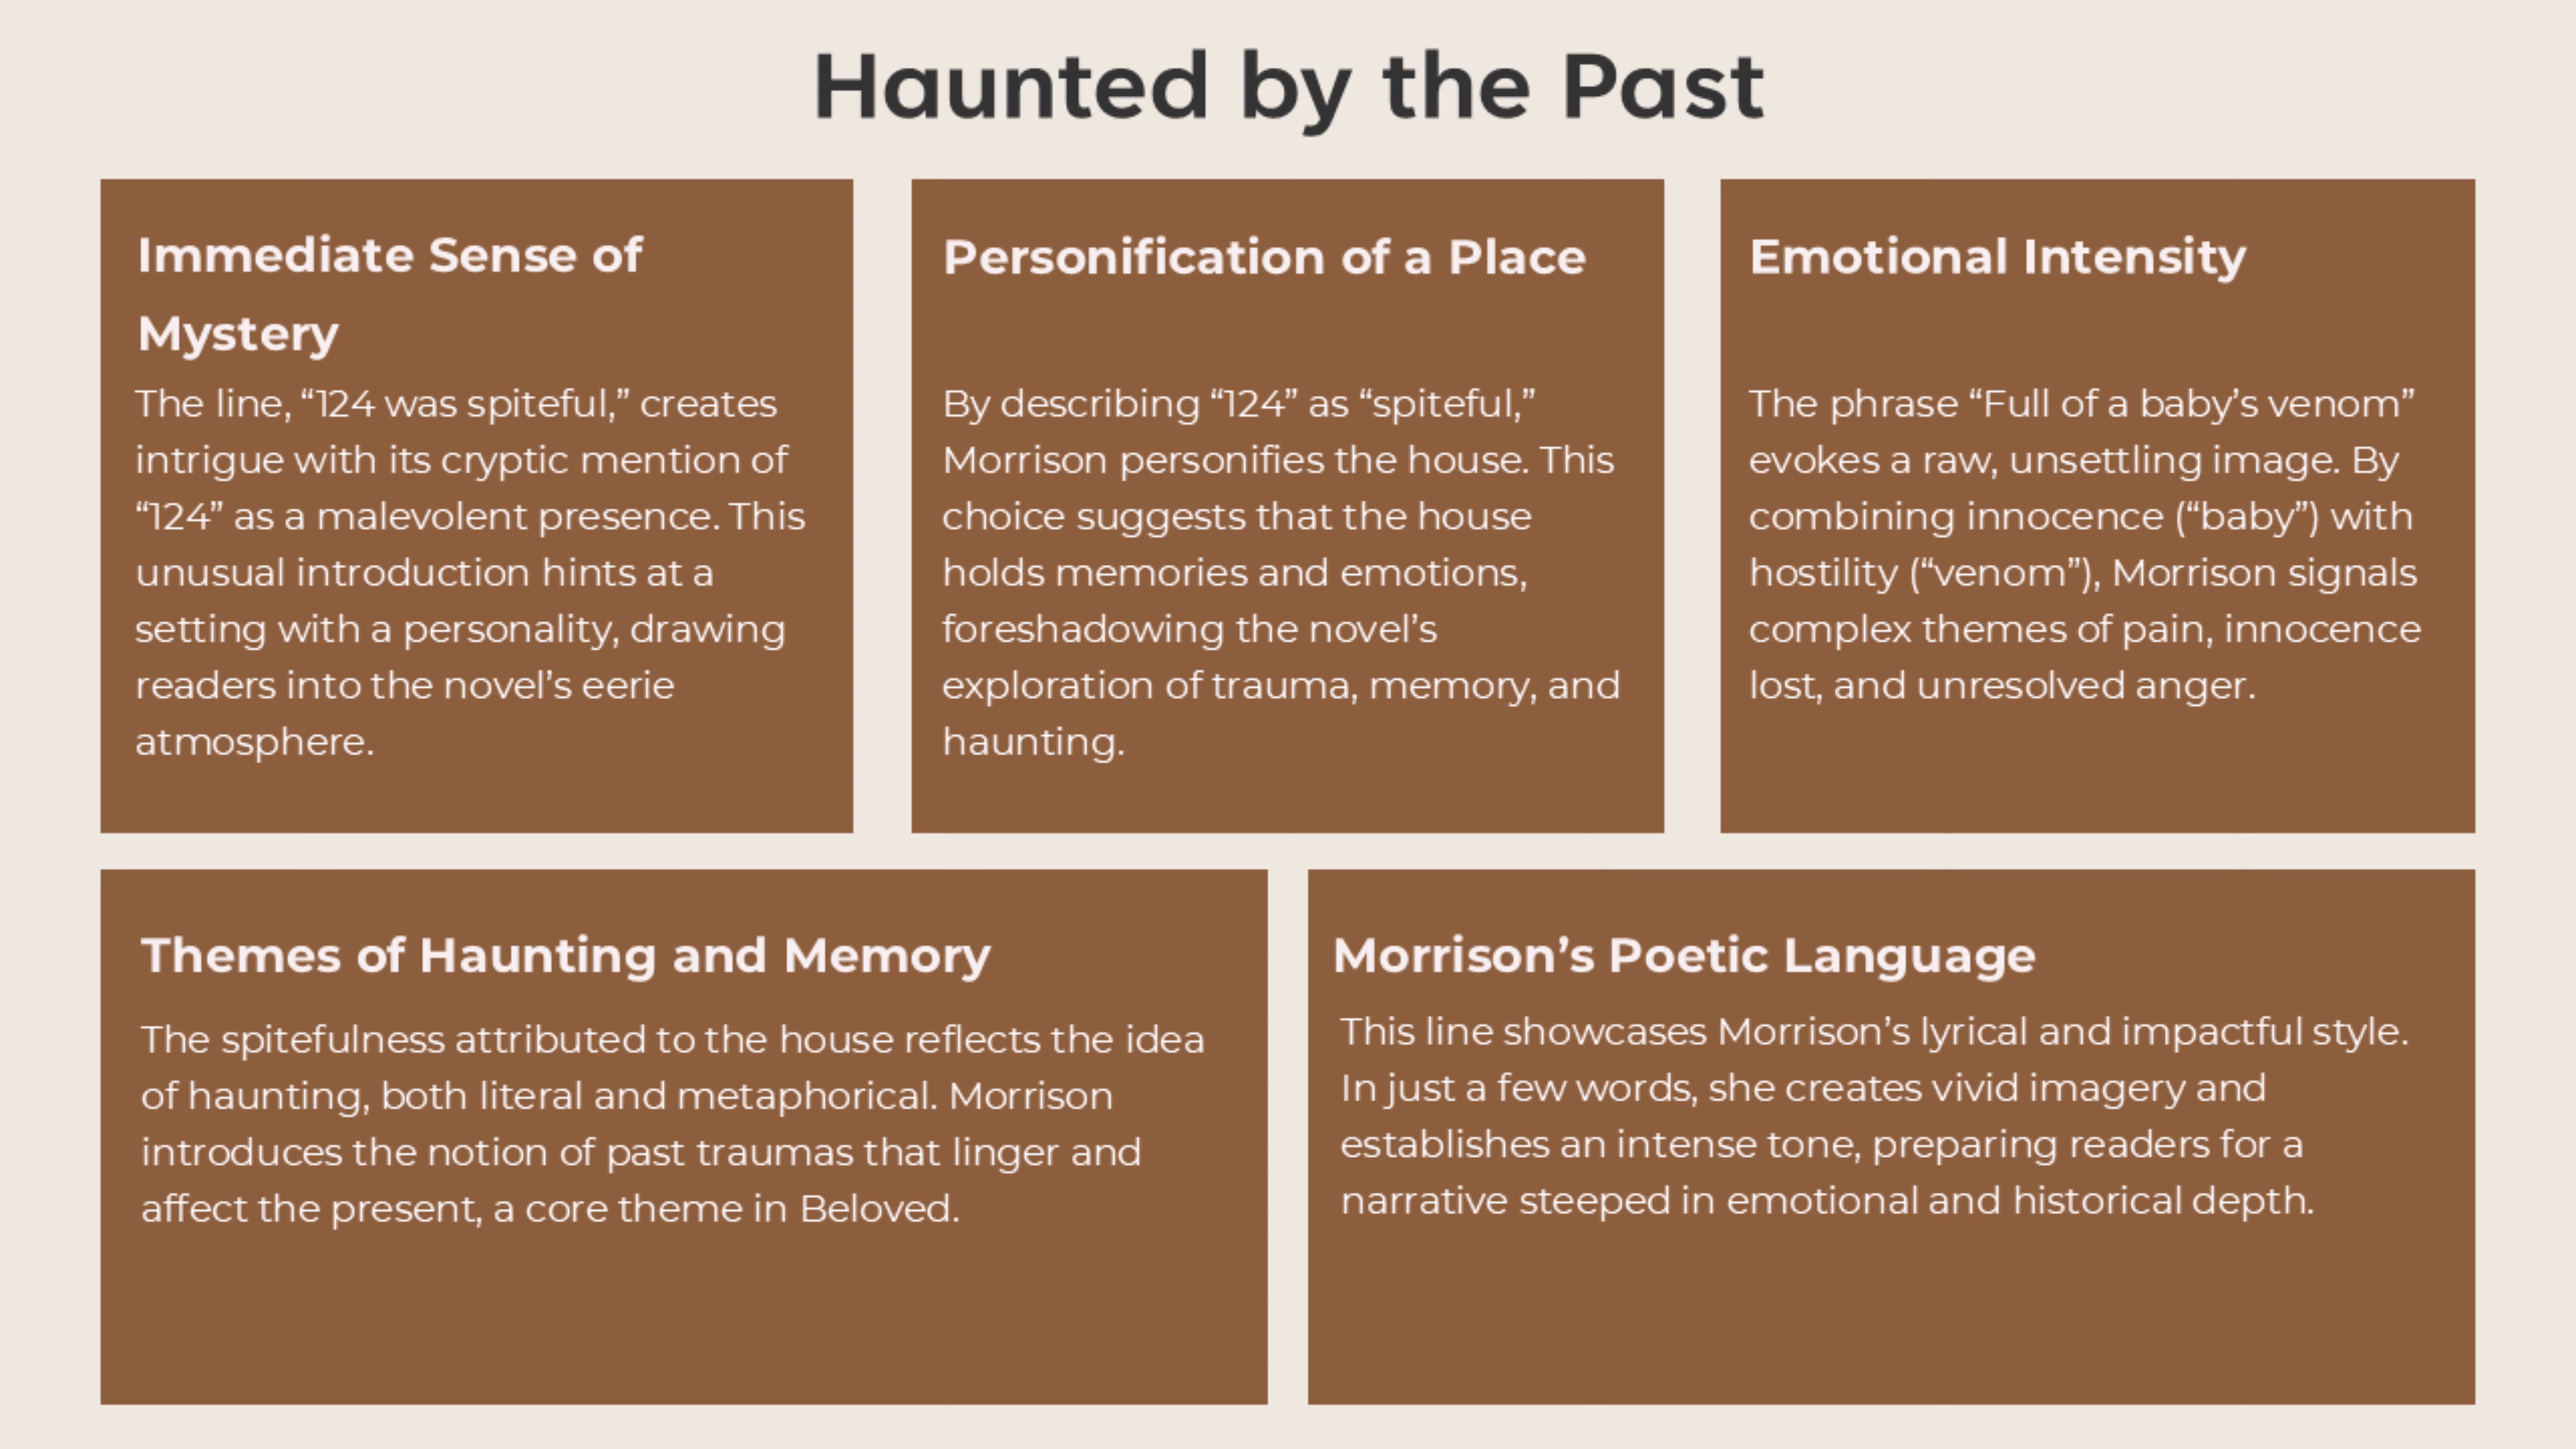 Haunted by the Past
Immediate Sense of
Mystery
The line, “124 was spiteful,” creates
intrigue with its cryptic mention of
“124” as a malevolent presence. This
unusual introduction hints at a
setting with a personality, drawing
readers into the novel’s eerie
atmosphere.
Personification of a Place
By describing “124” as “spiteful,”
Morrison personifies the house. This
choice suggests that the house
holds memories and emotions,
foreshadowing the novel’s
exploration of trauma, memory, and
haunting.
Emotional Intensity
The phrase “Full of a baby’s venom”
evokes a raw, unsettling image. By
combining innocence (“baby”) with
hostility (“venom”), Morrison signals
complex themes of pain, innocence
lost, and unresolved anger.
Themes of Haunting and Memory
The spitefulness attributed to the house reflects the idea
of haunting, both literal and metaphorical. Morrison
introduces the notion of past traumas that linger and
affect the present, a core theme in Beloved.
Morrison’s Poetic Language
This line showcases Morrison’s lyrical and impactful style.
In just a few words, she creates vivid imagery and
establishes an intense tone, preparing readers for a
narrative steeped in emotional and historical depth.